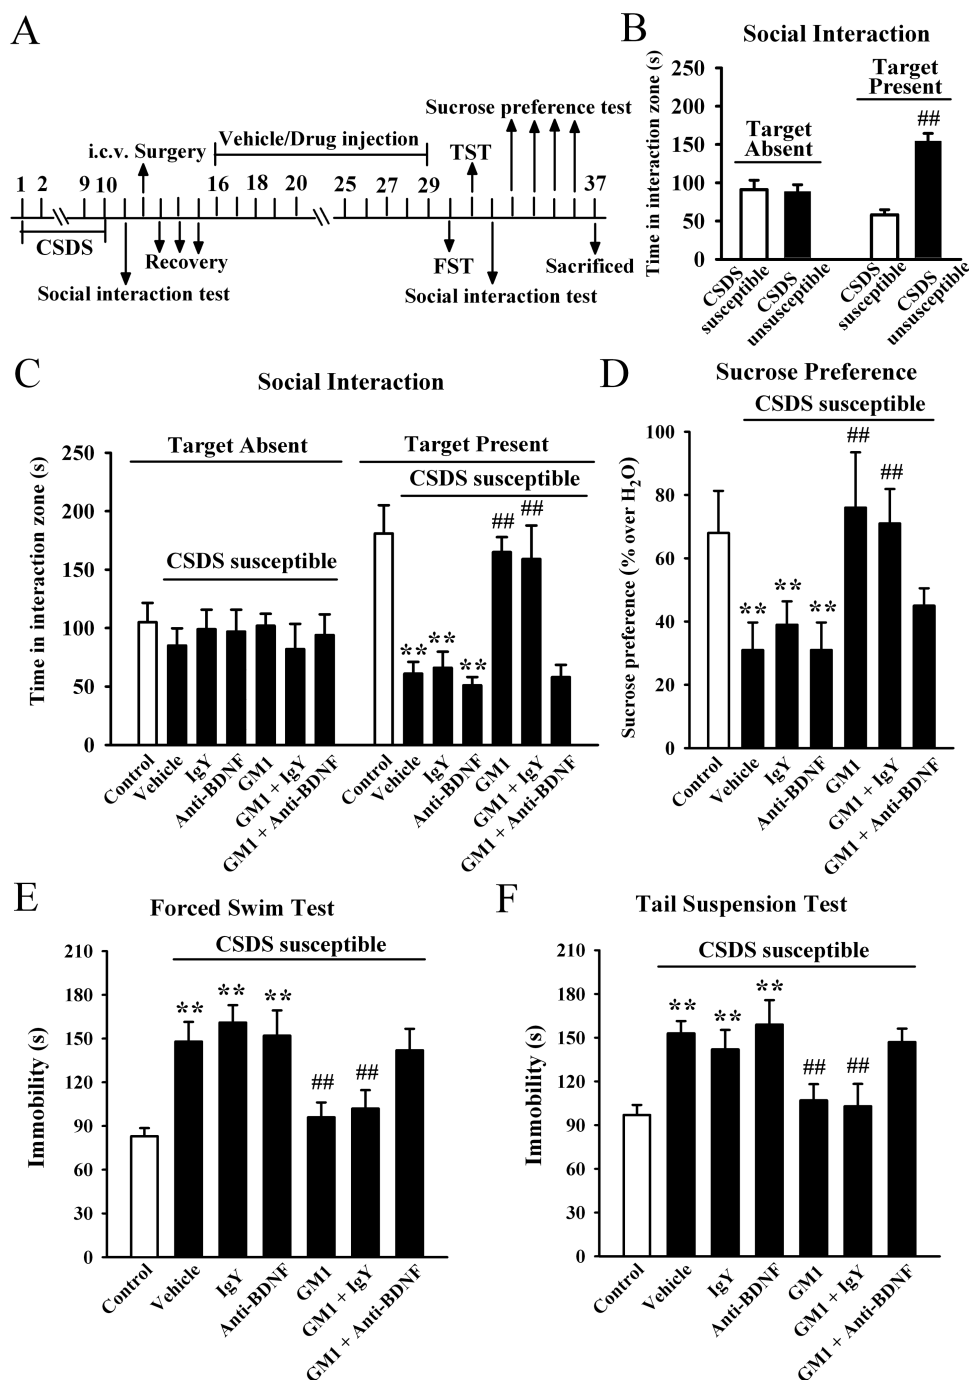 A
Sucrose preference test
Vehicle/Drug injection
i.c.v. Surgery
TST
1 2 9 10 16 18 20 25 27 29 37
CSDS
Recovery
FST
Sacrificed
Social interaction test
Social interaction test
B
Social Interaction
Target
Present
Target
Absent
##
Time in interaction zone (s)
250
200
150
100
50
0
CSDS
susceptible
CSDS
unsusceptible
CSDS
susceptible
CSDS
unsusceptible
C
Social Interaction
Target Absent
Target Present
CSDS susceptible
CSDS susceptible
Time in interaction zone (s)
250
200
150
100
50
0
** ** ** ## ##
Control
Vehicle
IgY
Anti-BDNF
GM1
GM1 + IgY
GM1 + Anti-BDNF
Control
Vehicle
IgY
Anti-BDNF
GM1
GM1 + IgY
GM1 + Anti-BDNF
D
Sucrose Preference
CSDS susceptible
Sucrose preference (% over H2O)
100
80
60
40
20
0
** ** ** ## ##
Control
Vehicle
IgY
Anti-BDNF
GM1
GM1 + IgY
GM1 + Anti-BDNF
E
Forced Swim Test
CSDS susceptible
Immobility (s)
210
180
150
120
90
60
30
0
** ** ** ## ##
Control
Vehicle
IgY
Anti-BDNF
GM1
GM1 + IgY
GM1 + Anti-BDNF
F
Tail Suspension Test
CSDS susceptible
Immobility (s)
210
180
150
120
90
60
30
0
** ** ** ## ##
Control
Vehicle
IgY
Anti-BDNF
GM1
GM1 + IgY
GM1 + Anti-BDNF